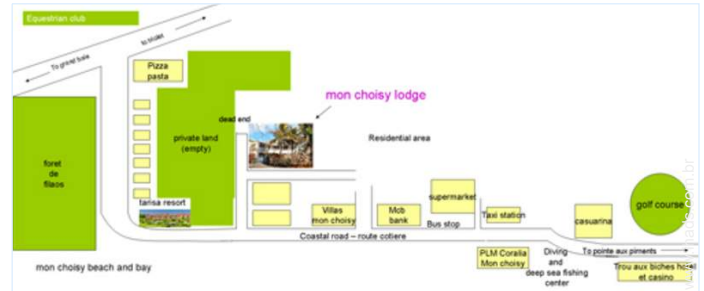 Equestrian club
to triolet
To grand baie
Pizza
pasta
mon choisy lodge
dead end
private land
(empty)
Residential area
foret
de
filaos
tarisa resort
supermarket
Villas
mon choisy
Mcb
bank
Bus stop
Taxi station
casuarina
golf course
Coastal road – route cotiere
mon choisy beach and bay
PLM Coralia
Mon choisy
Diving
and
deep sea fishing
center
To pointe aux piments
Trou aux biches hotel
et casino